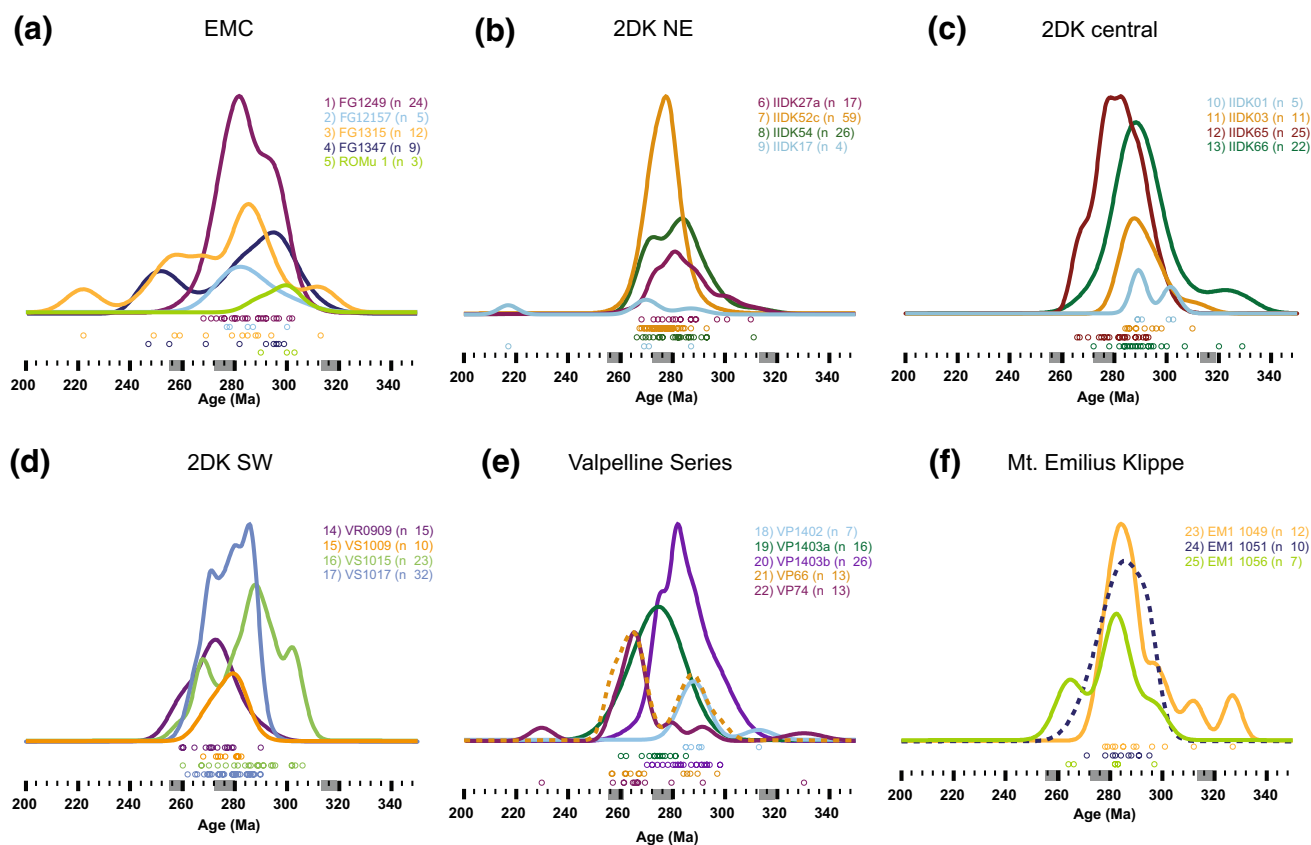 (a) EMC
1) FG1249 (n 24)
2) FG12157 (n 5)
3) FG1315 (n 12)
4) FG1347 (n 9)
5) ROMu 1 (n 3)
200 220 240 260 280 300 320 340
Age (Ma)
(b) 2DK NE
6) IIDK27a (n 17)
7) IIDK52c (n 59)
8) IIDK54 (n 26)
9) IIDK17 (n 4)
200 220 240 260 280 300 320 340
Age (Ma)
(c) 2DK central
10) IIDK01 (n 5)
11) IIDK03 (n 11)
12) IIDK65 (n 25)
13) IIDK66 (n 22)
200 220 240 260 280 300 320 340
Age (Ma)
(d) 2DK SW
14) VR0909 (n 15)
15) VS1009 (n 10)
16) VS1015 (n 23)
17) VS1017 (n 32)
200 220 240 260 280 300 320 340
Age (Ma)
(e) Valpelline Series
18) VP1402 (n 7)
19) VP1403a (n 16)
20) VP1403b (n 26)
21) VP66 (n 13)
22) VP74 (n 13)
200 220 240 260 280 300 320 340
Age (Ma)
(f) Mt. Emilius Klippe
23) EM1 1049 (n 12)
24) EM1 1051 (n 10)
25) EM1 1056 (n 7)
200 220 240 260 280 300 320 340
Age (Ma)